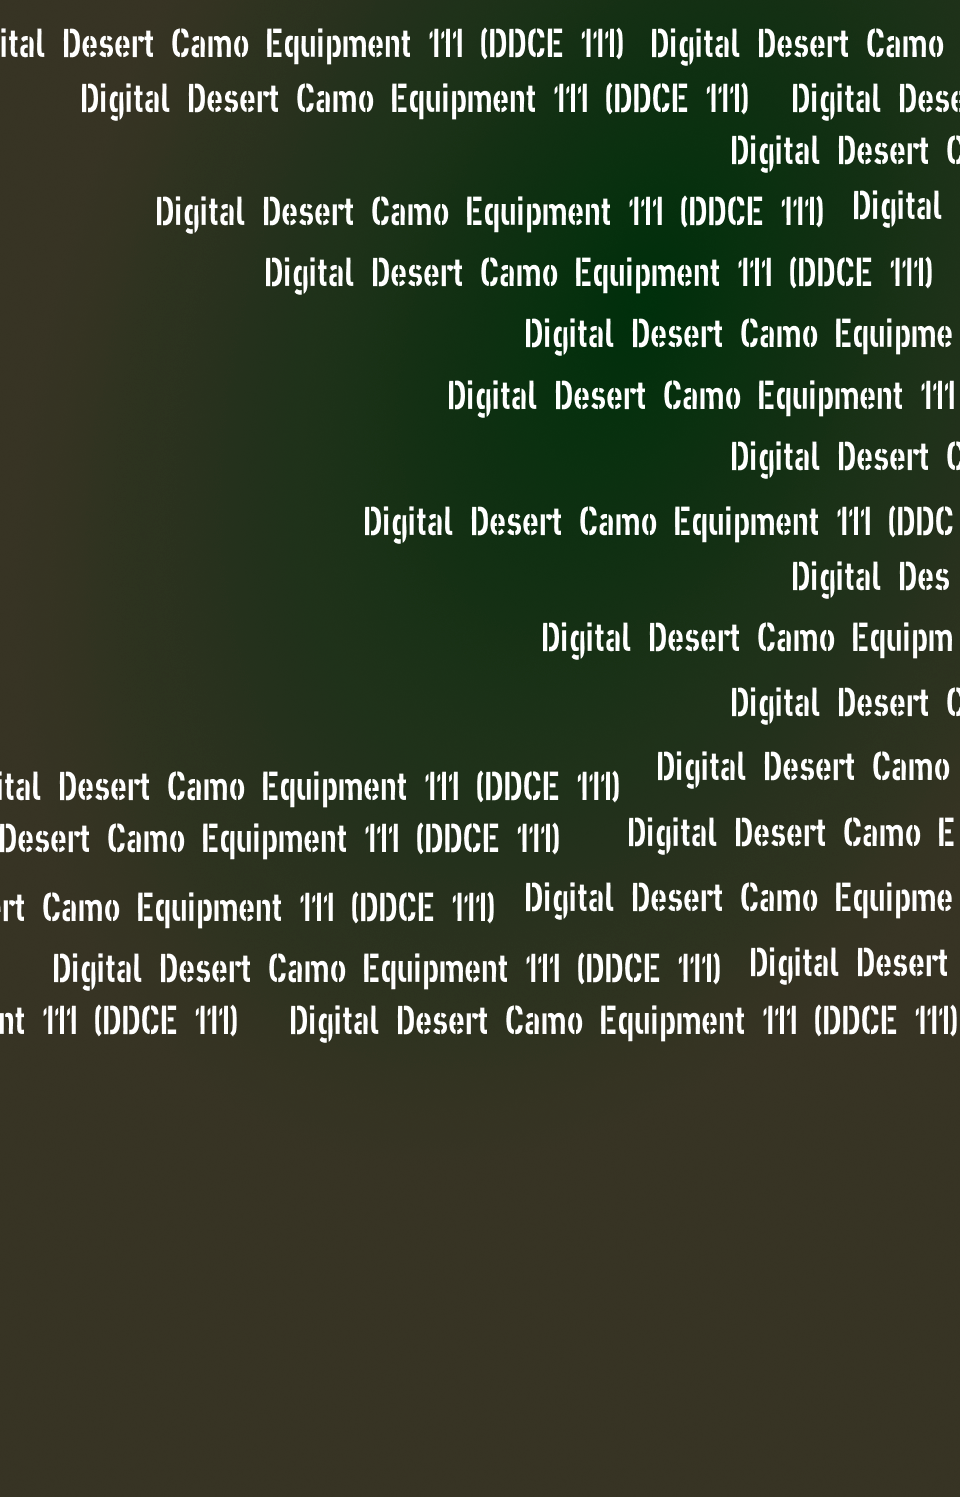 ital Desert Camo Equipment 111 (DDCE 111) Digital Desert Camo
Digital Desert Camo Equipment 111 (DDCE 111) Digital Dese
Digital Desert C
Digital Desert Camo Equipment 111 (DDCE 111) Digital
Digital Desert Camo Equipment 111 (DDCE 111)
Digital Desert Camo Equipme
Digital Desert Camo Equipment 111
Digital Desert C
Digital Desert Camo Equipment 111 (DDC
Digital Des
Digital Desert Camo Equipm
Digital Desert C
Digital Desert Camo
ital Desert Camo Equipment 111 (DDCE 111)
Desert Camo Equipment 111 (DDCE 111) Digital Desert Camo E
rt Camo Equipment 111 (DDCE 111) Digital Desert Camo Equipme
Digital Desert Camo Equipment 111 (DDCE 111) Digital Desert
nt 111 (DDCE 111) Digital Desert Camo Equipment 111 (DDCE 111)